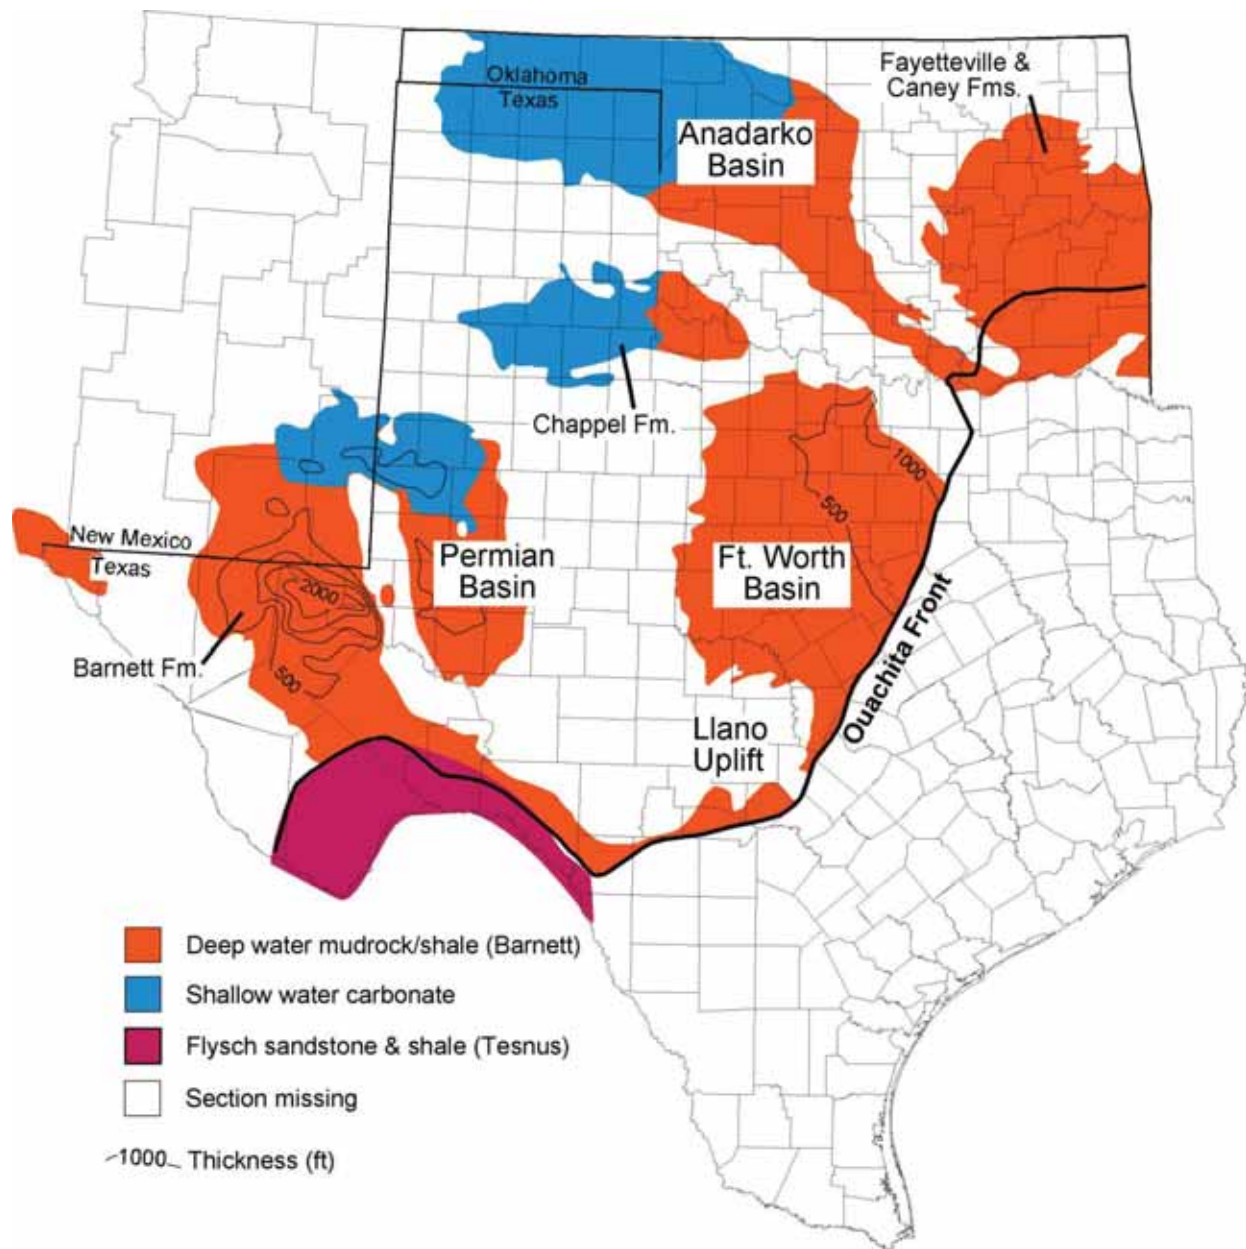 Fayetteville &
Caney Fms.
Oklahoma
Texas
Anadarko
Basin
Chappel Fm.
1000
500
New Mexico
Texas
Permian
Basin
Ft. Worth
Basin
2000
Barnett Fm.
500
Ouachita Front
Llano
Uplift
Deep water mudrock/shale (Barnett)
Shallow water carbonate
Flysch sandstone & shale (Tesnus)
Section missing
1000 Thickness (ft)